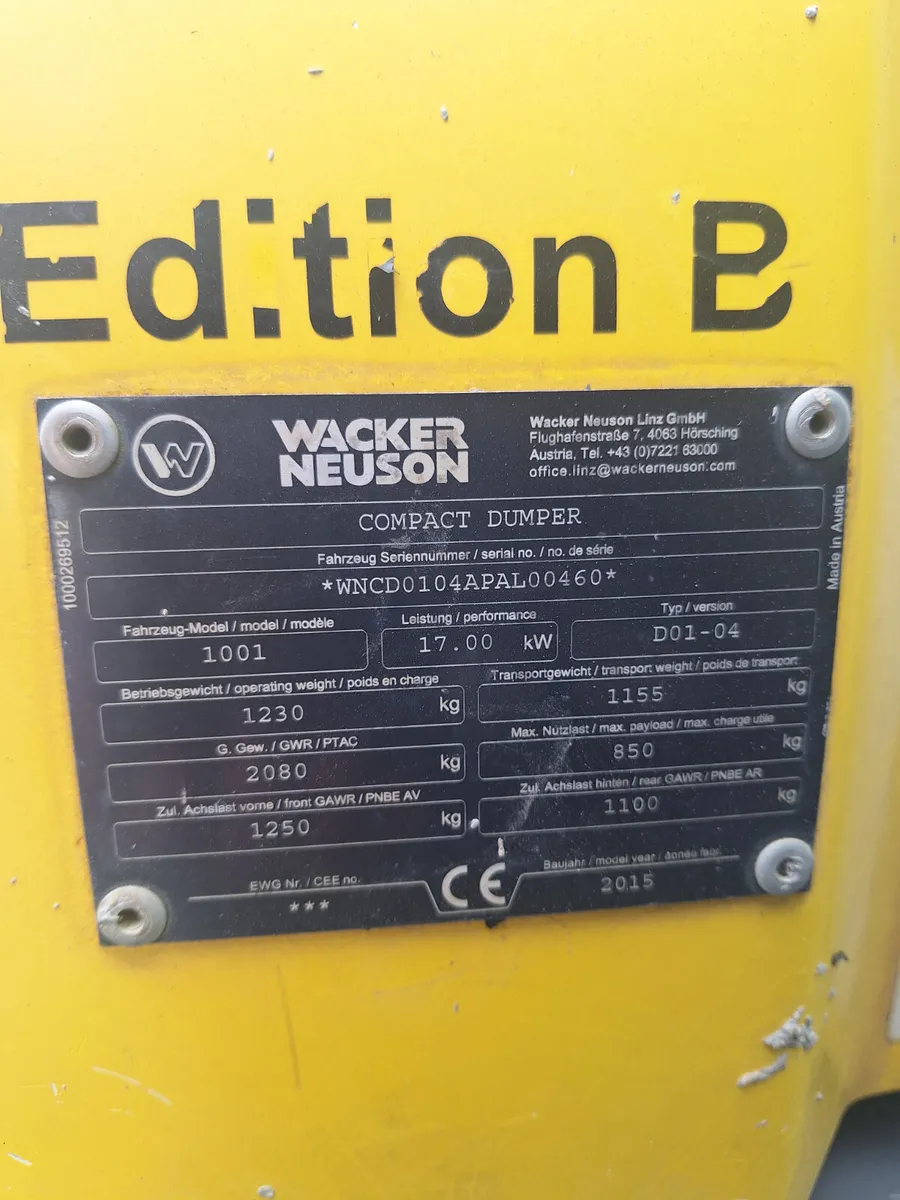 Edition B
W
WACKER
NEUSON
Wacker Neuson Linz GmbH
Flughafenstraße 7, 4063 Hörsching
Austria, Tel. +43 (0)7221 63000
office.linz@wackerneuson.com
1000269512
Made in Austria
COMPACT DUMPER
Fahrzeug Seriennummer / serial no. / no. de série
*WNCD0104APAL00460*
Fahrzeug-Model / model / modèle
1001
Leistung / performance
17.00 kW
Typ / version
D01-04
Betriebsgewicht / operating weight / poids en charge
1230 kg
Transportgewicht / transport weight / poids de transport
1155 kg
G. Gew. / GWR / PTAC
2080 kg
Max. Nutzlast / max. payload / max. charge utile
850 kg
Zul. Achslast vorne / front GAWR / PNBE AV
1250 kg
Zul. Achslast hinten / rear GAWR / PNBE AR
1100 kg
EWG Nr. / CEE no.
***
CE
Baujahr / model year /
2015